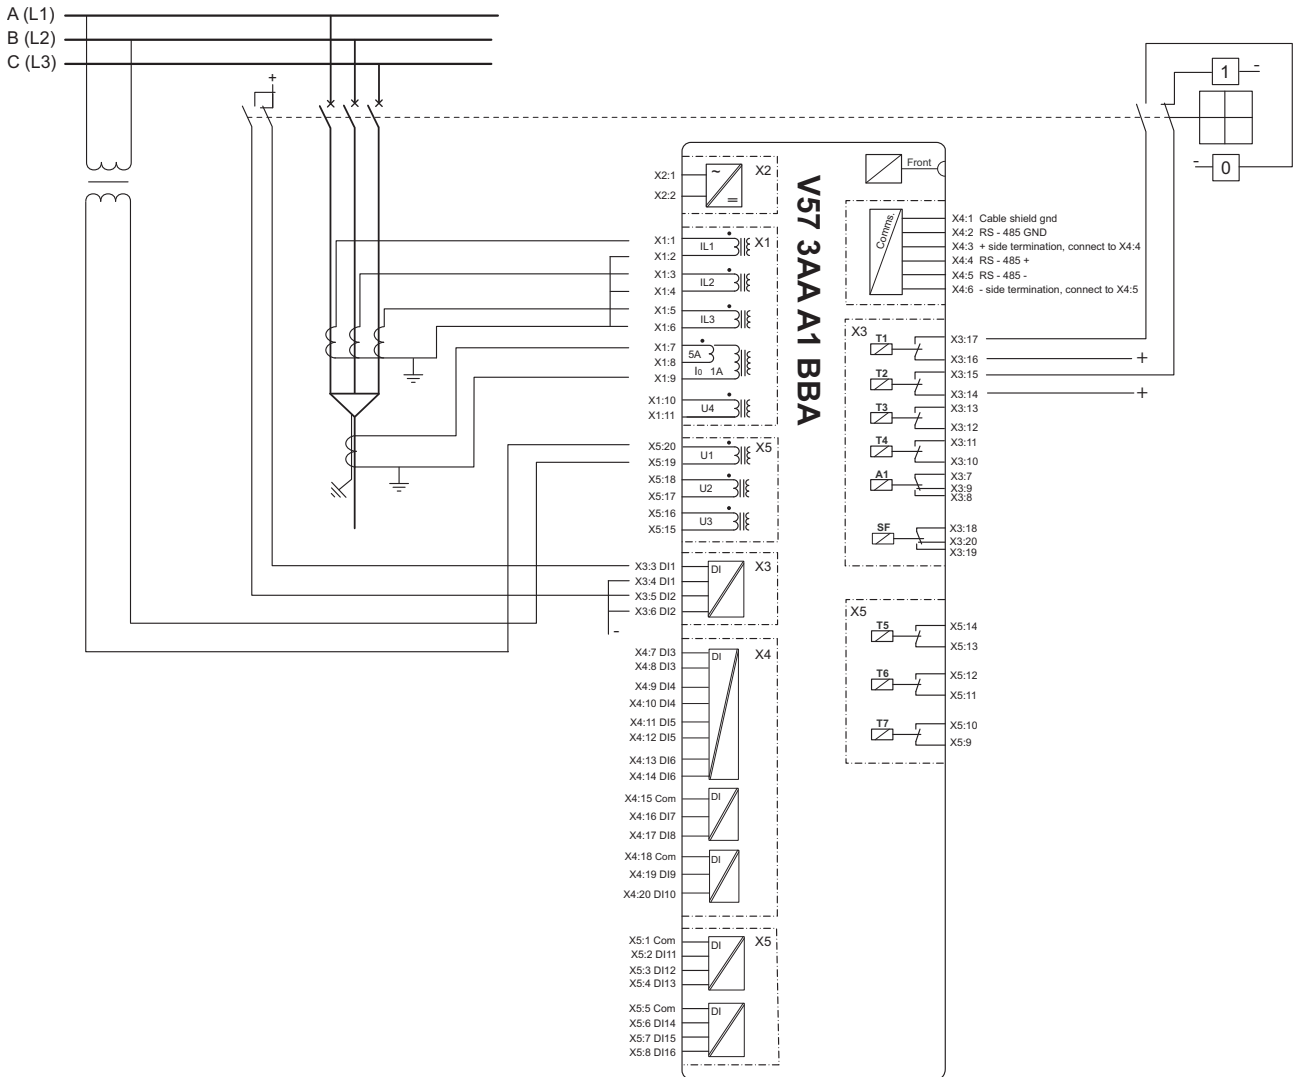 A (L1)
B (L2)
C (L3)
+
1
-
-
0
V57 3AA A1 BBA
X2:1
X2:2
~
=
X2
X1:1
X1:2
X1:3
X1:4
X1:5
X1:6
X1:7
X1:8
X1:9
X1:10
X1:11
IL1
X1
IL2
IL3
5A
I0 1A
U4
X5:20
X5:19
X5:18
X5:17
X5:16
X5:15
U1
X5
U2
U3
X3:3 DI1
X3:4 DI1
X3:5 DI2
X3:6 DI2
-
DI
X3
X4:7 DI3
X4:8 DI3
X4:9 DI4
X4:10 DI4
X4:11 DI5
X4:12 DI5
X4:13 DI6
X4:14 DI6
DI
X4
X4:15 Com
X4:16 DI7
X4:17 DI8
DI
X4:18 Com
X4:19 DI9
X4:20 DI10
DI
X5:1 Com
X5:2 DI11
X5:3 DI12
X5:4 DI13
DI
X5
X5:5 Com
X5:6 DI14
X5:7 DI15
X5:8 DI16
DI
Front
Comms.
X4:1 Cable shield gnd
X4:2 RS - 485 GND
X4:3 + side termination, connect to X4:4
X4:4 RS - 485 +
X4:5 RS - 485 -
X4:6 - side termination, connect to X4:5
X3
T1
X3:17
X3:16
+
T2
X3:15
X3:14
+
T3
X3:13
X3:12
T4
X3:11
X3:10
A1
X3:7
X3:9
X3:8
SF
X3:18
X3:20
X3:19
X5
T5
X5:14
X5:13
T6
X5:12
X5:11
T7
X5:10
X5:9